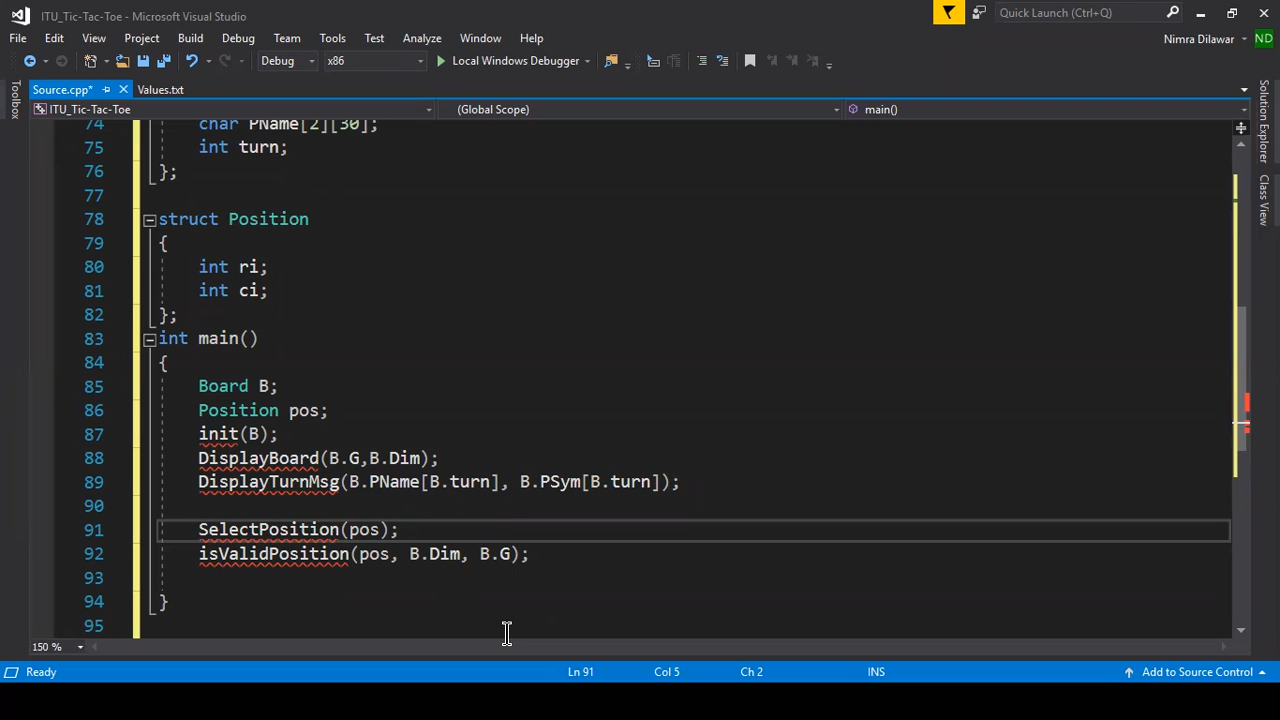 ITU_Tic-Tac-Toe - Microsoft Visual Studio
Quick Launch (Ctrl+Q)
File Edit View Project Build Debug Team Tools Test Analyze Window Help
Nimra Dilawar ND
Debug x86 Local Windows Debugger
Source.cpp* Values.txt
ITU_Tic-Tac-Toe (Global Scope) main()
Toolbox
Solution Explorer
Class View
74 char PName[2][30];
75 int turn;
76 };
77
78 struct Position
79 {
80 int ri;
81 int ci;
82 };
83 int main()
84 {
85 Board B;
86 Position pos;
87 init(B);
88 DisplayBoard(B.G,B.Dim);
89 DisplayTurnMsg(B.PName[B.turn], B.PSym[B.turn]);
90
91 SelectPosition(pos);
92 isValidPosition(pos, B.Dim, B.G);
93
94 }
95
150 %
Ready Ln 91 Col 5 Ch 2 INS Add to Source Control